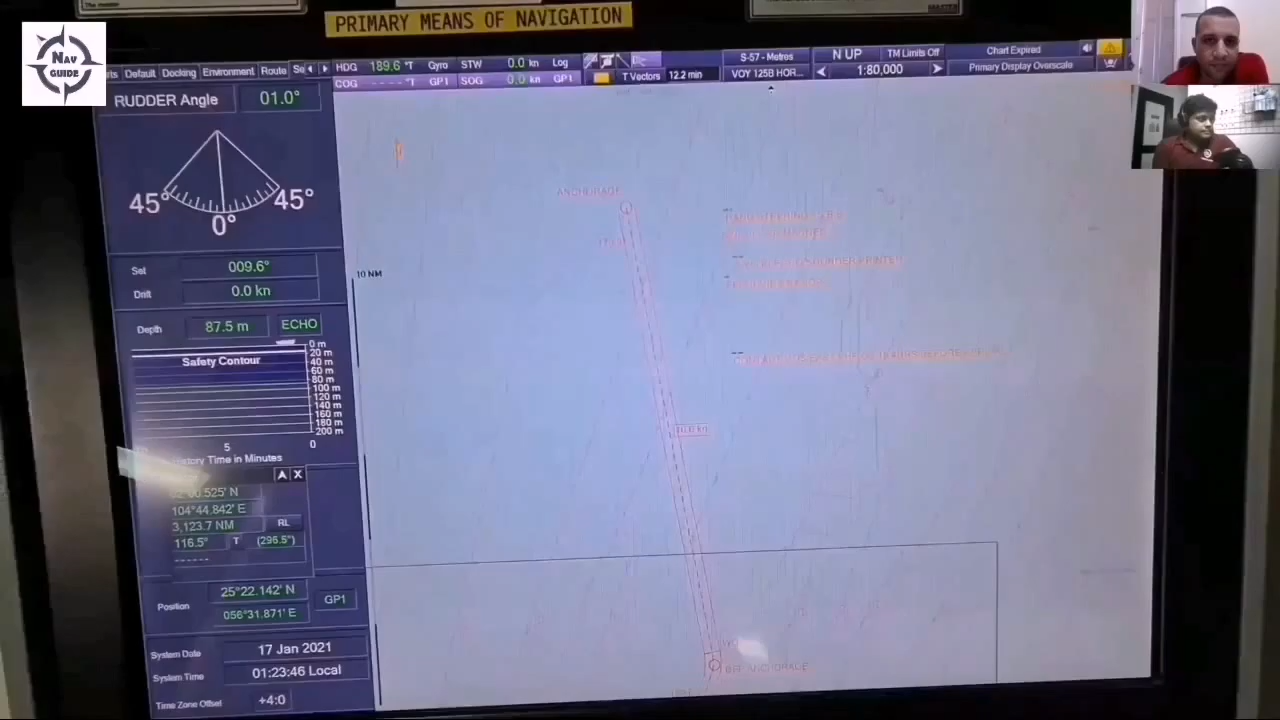 PRIMARY MEANS OF NAVIGATION
NAV
GUIDE
Default Docking Environment Route
HDG 189.6 °T Gyro STW 0.0 kn Log
COG ---- °T GP1 SOG 0.0 kn GP1
T Vectors 12.2 min
S-57 - Metres
VOY 125B HOR...
N UP TM Limits Off
1:80,000
Chart Expired
Primary Display Overscale
RUDDER Angle 01.0°
45° 45°
0°
Set 009.6°
Drift 0.0 kn
Depth 87.5 m ECHO
Safety Contour
0 m
20 m
40 m
60 m
80 m
100 m
120 m
140 m
160 m
180 m
200 m
5 0
History Time in Minutes
A X
104°44.842' E
3,123.7 NM RL
116.5° T (296.5°)
------
Position 25°22.142' N GP1
056°31.871' E
System Date 17 Jan 2021
System Time 01:23:46 Local
Time Zone Offset +4:0
10 NM
ANCHORAGE